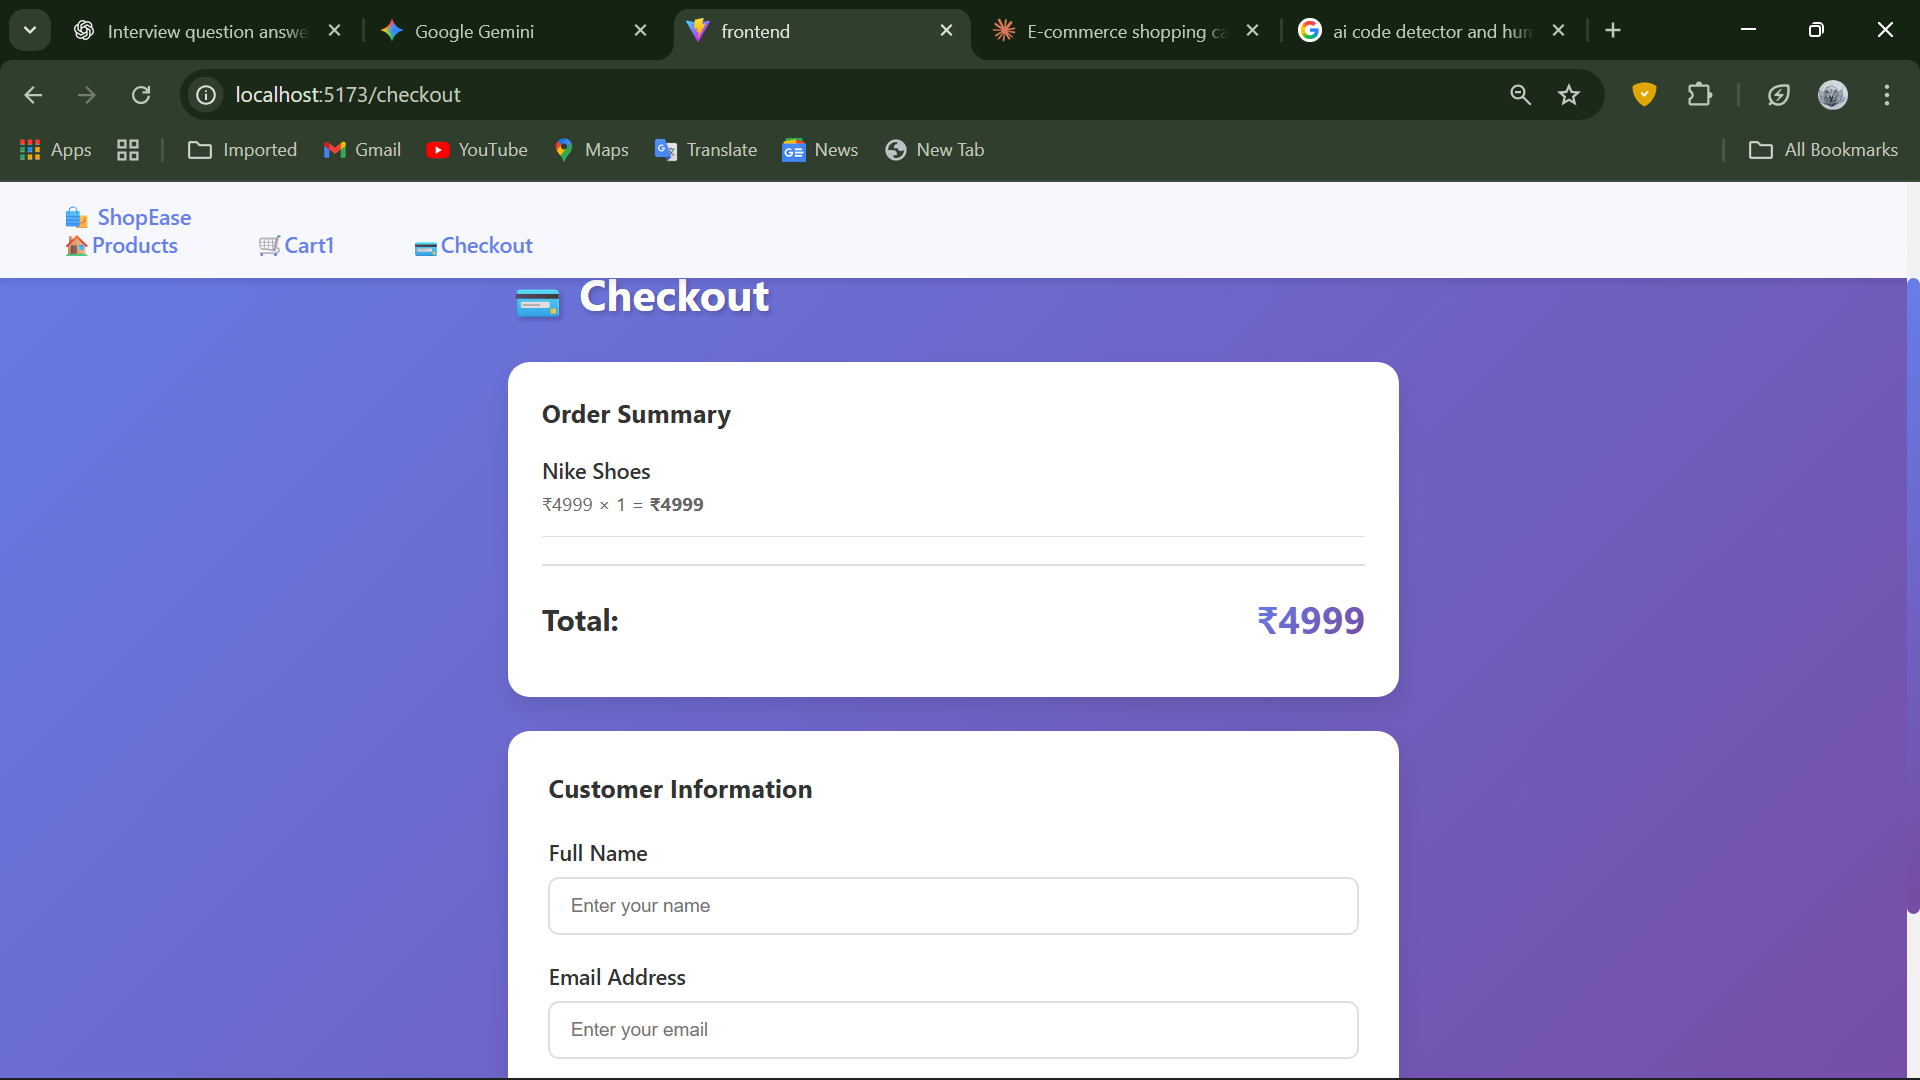 Interview question answe
Google Gemini
frontend
E-commerce shopping ca
ai code detector and hum
localhost:5173/checkout
Apps
Imported
Gmail
YouTube
Maps
Translate
News
New Tab
All Bookmarks
🛍️ ShopEase
🏠Products
🛒Cart1
💳Checkout
💳 Checkout
Order Summary
Nike Shoes
₹4999 × 1 = ₹4999
Total: ₹4999
Customer Information
Full Name
Enter your name
Email Address
Enter your email